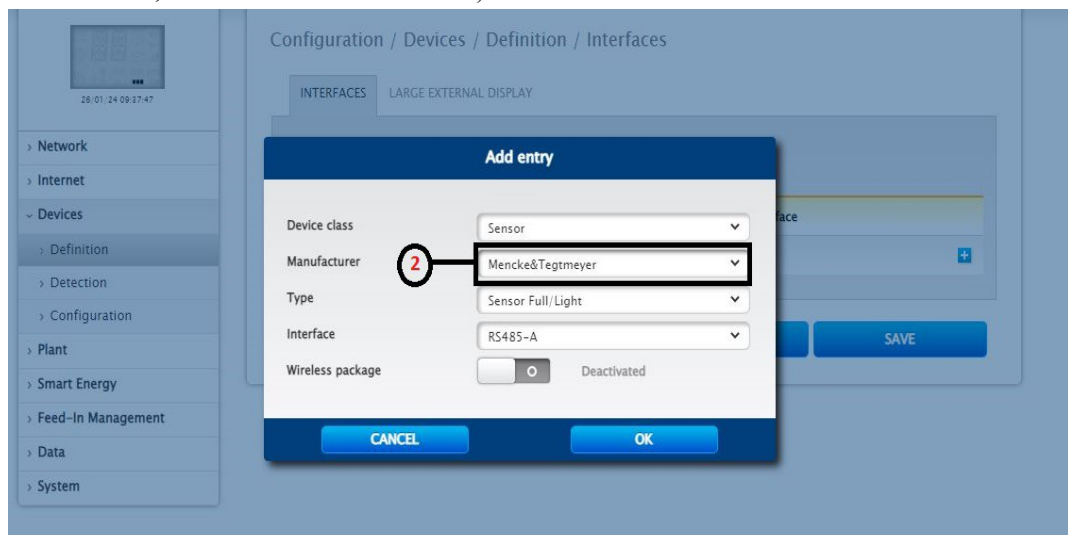 Configuration / Devices / Definition / Interfaces
26/01/24 09:37:47
INTERFACES LARGE EXTERNAL DISPLAY
› Network
› Internet
Devices
› Definition
› Detection
› Configuration
› Plant
› Smart Energy
› Feed-In Management
› Data
› System
Add entry
Device class Sensor
Manufacturer 2 Mencke&Tegtmeyer
Type Sensor Full/Light
Interface RS485-A
Wireless package O Deactivated
CANCEL OK
face
+
SAVE